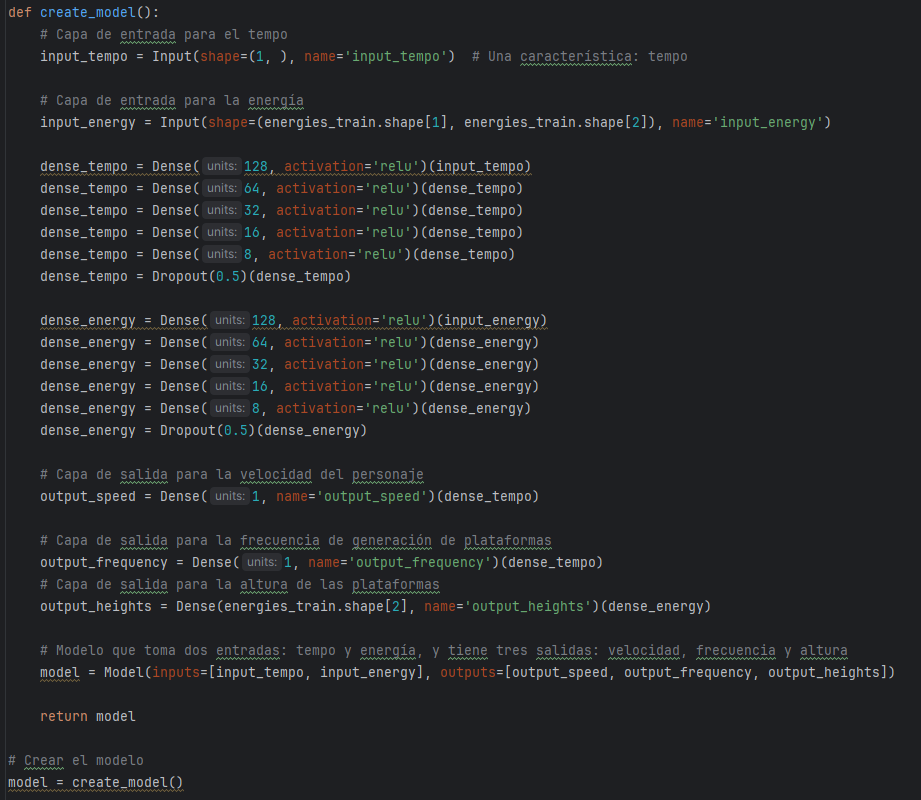 def create_model():
    # Capa de entrada para el tempo
    input_tempo = Input(shape=(1, ), name='input_tempo')  # Una característica: tempo

    # Capa de entrada para la energía
    input_energy = Input(shape=(energies_train.shape[1], energies_train.shape[2]), name='input_energy')

    dense_tempo = Dense( units: 128, activation='relu')(input_tempo)
    dense_tempo = Dense( units: 64, activation='relu')(dense_tempo)
    dense_tempo = Dense( units: 32, activation='relu')(dense_tempo)
    dense_tempo = Dense( units: 16, activation='relu')(dense_tempo)
    dense_tempo = Dense( units: 8, activation='relu')(dense_tempo)
    dense_tempo = Dropout(0.5)(dense_tempo)

    dense_energy = Dense( units: 128, activation='relu')(input_energy)
    dense_energy = Dense( units: 64, activation='relu')(dense_energy)
    dense_energy = Dense( units: 32, activation='relu')(dense_energy)
    dense_energy = Dense( units: 16, activation='relu')(dense_energy)
    dense_energy = Dense( units: 8, activation='relu')(dense_energy)
    dense_energy = Dropout(0.5)(dense_energy)

    # Capa de salida para la velocidad del personaje
    output_speed = Dense( units: 1, name='output_speed')(dense_tempo)

    # Capa de salida para la frecuencia de generación de plataformas
    output_frequency = Dense( units: 1, name='output_frequency')(dense_tempo)
    # Capa de salida para la altura de las plataformas
    output_heights = Dense(energies_train.shape[2], name='output_heights')(dense_energy)

    # Modelo que toma dos entradas: tempo y energía, y tiene tres salidas: velocidad, frecuencia y altura
    model = Model(inputs=[input_tempo, input_energy], outputs=[output_speed, output_frequency, output_heights])

    return model

# Crear el modelo
model = create_model()